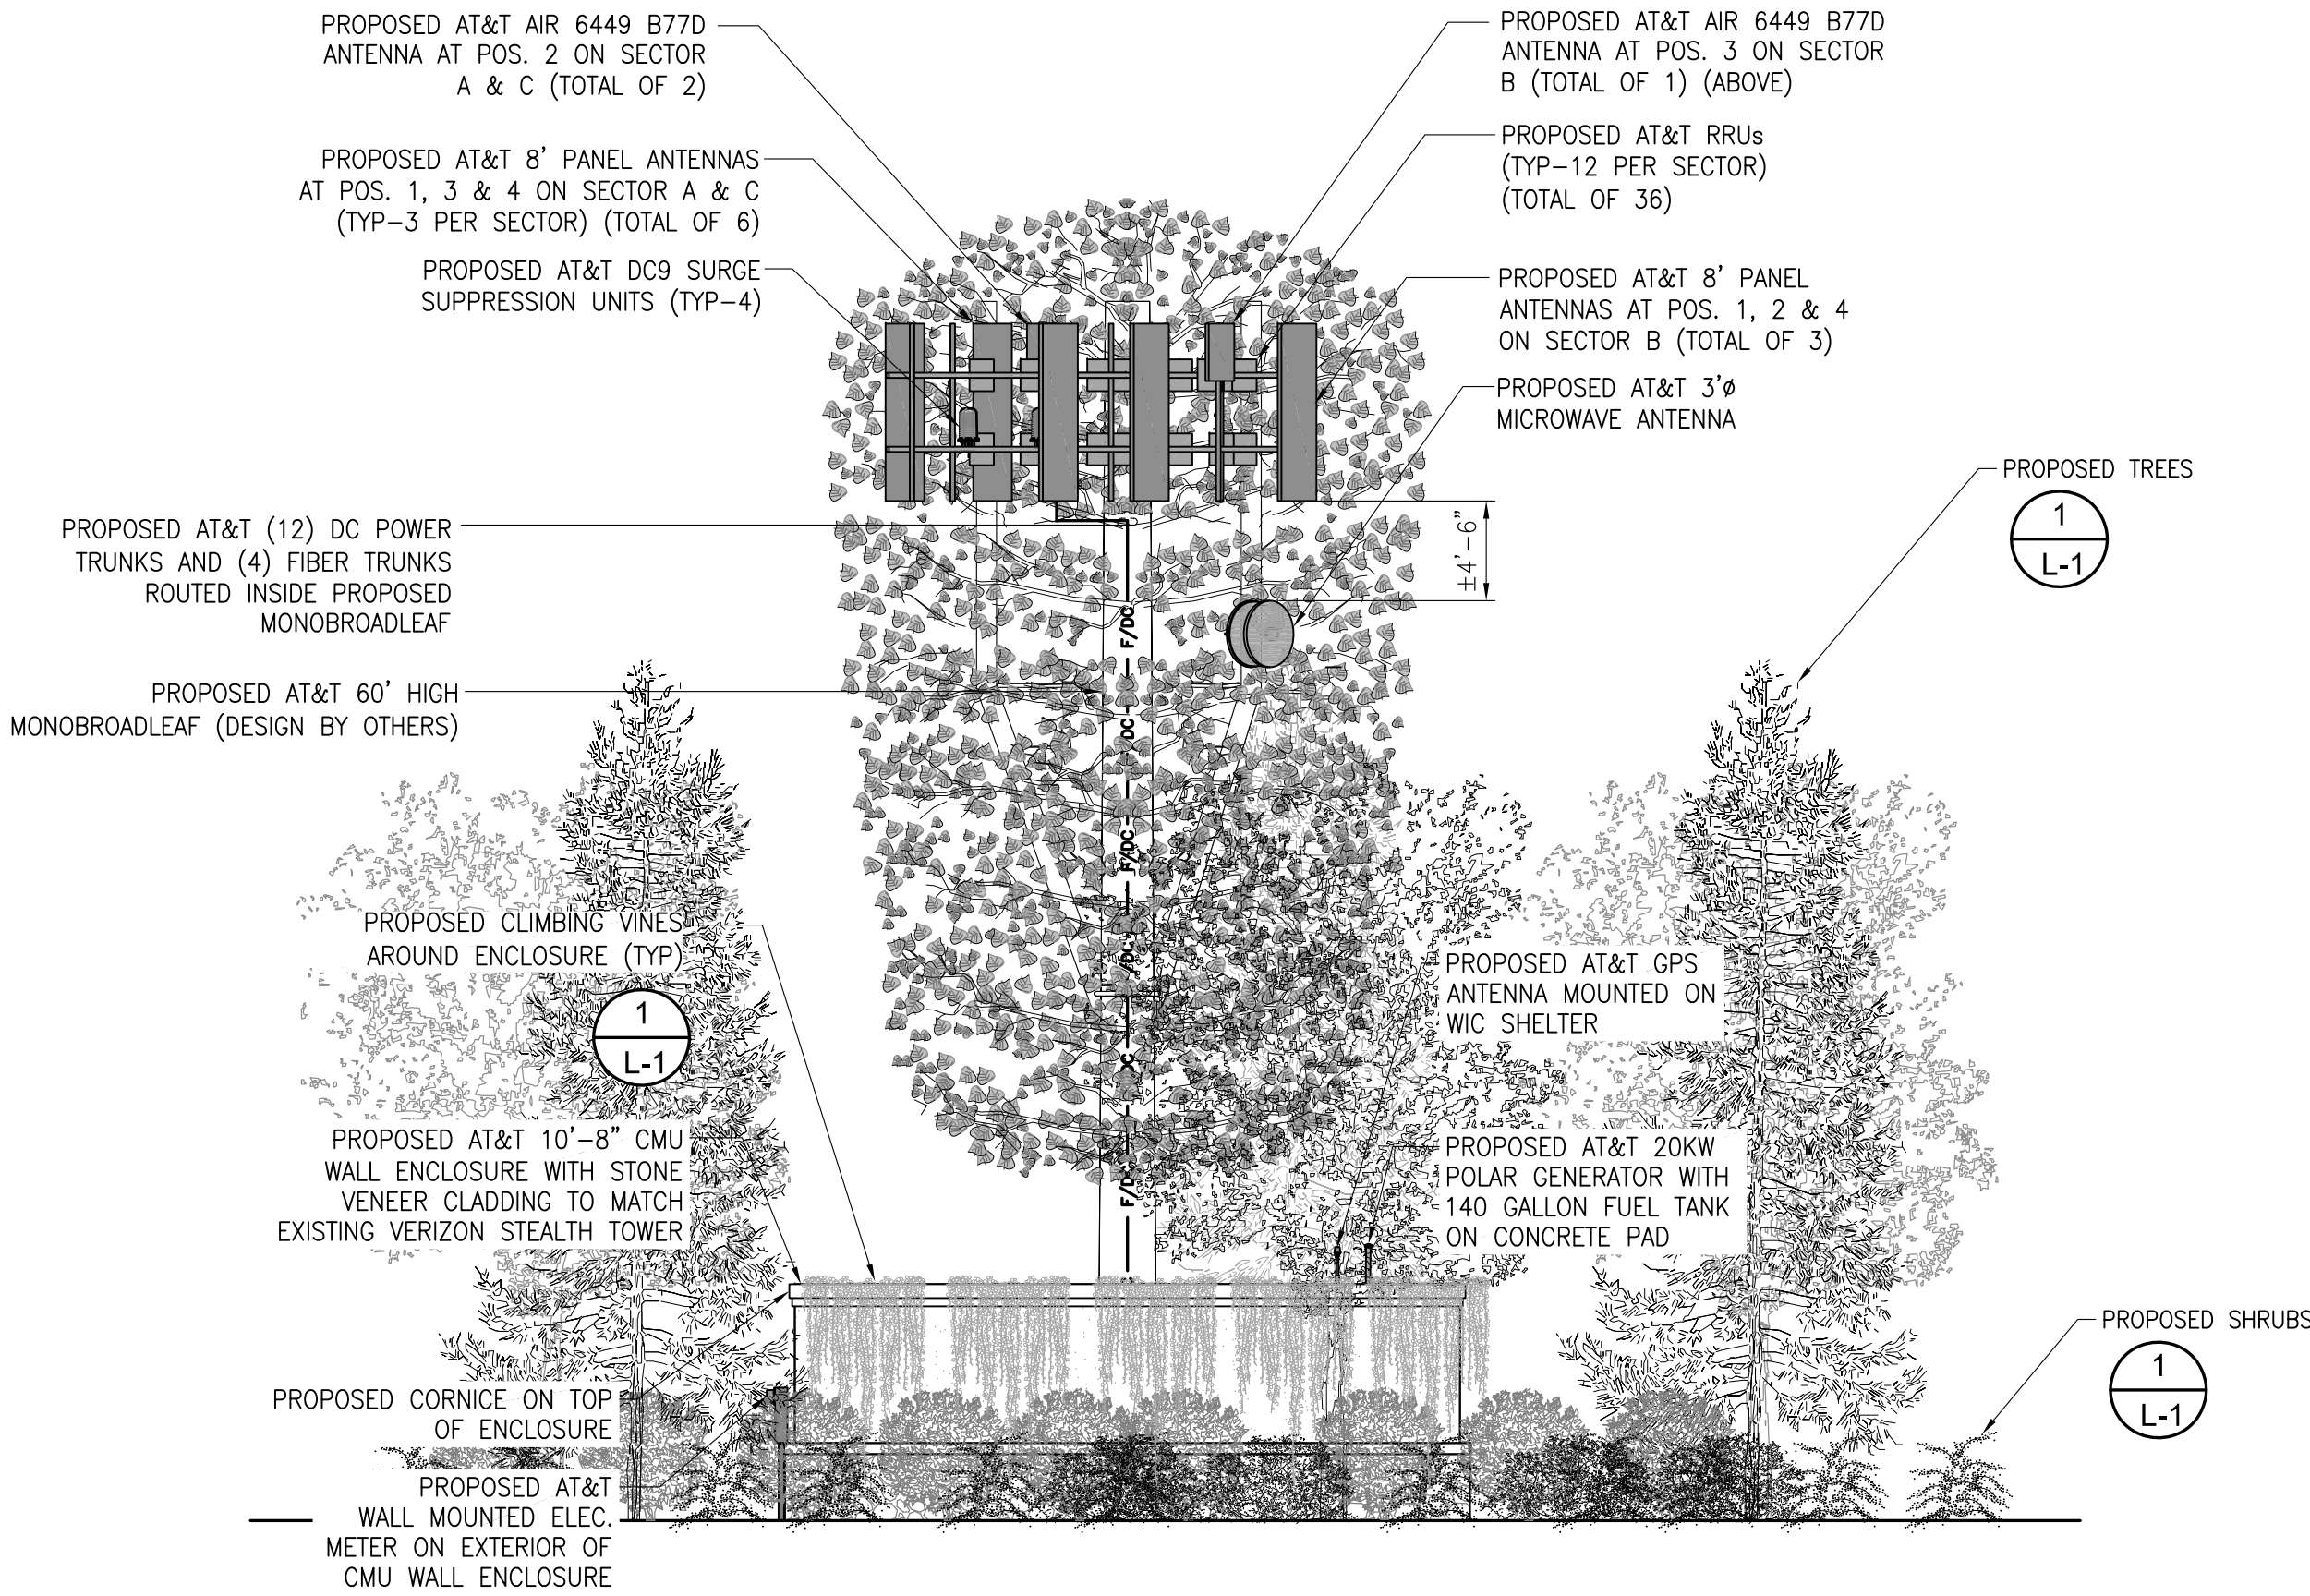 PROPOSED AT&T AIR 6449 B77D
ANTENNA AT POS. 2 ON SECTOR
A & C (TOTAL OF 2)
PROPOSED AT&T 8' PANEL ANTENNAS
AT POS. 1, 3 & 4 ON SECTOR A & C
(TYP-3 PER SECTOR) (TOTAL OF 6)
PROPOSED AT&T DC9 SURGE
SUPPRESSION UNITS (TYP-4)
PROPOSED AT&T (12) DC POWER
TRUNKS AND (4) FIBER TRUNKS
ROUTED INSIDE PROPOSED
MONOBROADLEAF
PROPOSED AT&T 60' HIGH
MONOBROADLEAF (DESIGN BY OTHERS)
PROPOSED CLIMBING VINES
AROUND ENCLOSURE (TYP)
1
L-1
PROPOSED AT&T 10'-8" CMU
WALL ENCLOSURE WITH STONE
VENEER CLADDING TO MATCH
EXISTING VERIZON STEALTH TOWER
PROPOSED CORNICE ON TOP
OF ENCLOSURE
PROPOSED AT&T
WALL MOUNTED ELEC.
METER ON EXTERIOR OF
CMU WALL ENCLOSURE
F/DC
DC
F/DC
/DC
DC
F/DC
PROPOSED AT&T AIR 6449 B77D
ANTENNA AT POS. 3 ON SECTOR
B (TOTAL OF 1) (ABOVE)
PROPOSED AT&T RRUs
(TYP-12 PER SECTOR)
(TOTAL OF 36)
PROPOSED AT&T 8' PANEL
ANTENNAS AT POS. 1, 2 & 4
ON SECTOR B (TOTAL OF 3)
PROPOSED AT&T 3'ø
MICROWAVE ANTENNA
±4'-6"
PROPOSED TREES
1
L-1
PROPOSED AT&T GPS
ANTENNA MOUNTED ON
WIC SHELTER
PROPOSED AT&T 20KW
POLAR GENERATOR WITH
140 GALLON FUEL TANK
ON CONCRETE PAD
PROPOSED SHRUBS
1
L-1